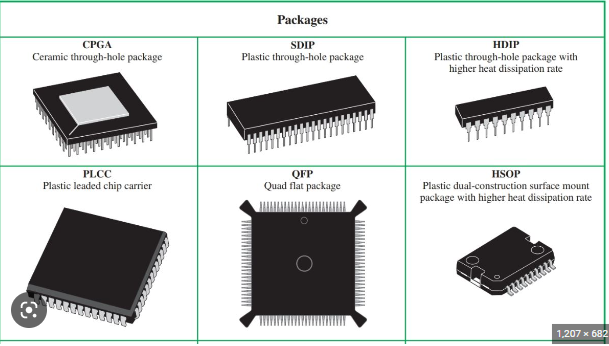 Packages
CPGA
Ceramic through-hole package
SDIP
Plastic through-hole package
HDIP
Plastic through-hole package with
higher heat dissipation rate
PLCC
Plastic leaded chip carrier
QFP
Quad flat package
HSOP
Plastic dual-construction surface mount
package with higher heat dissipation rate
1,207 × 682